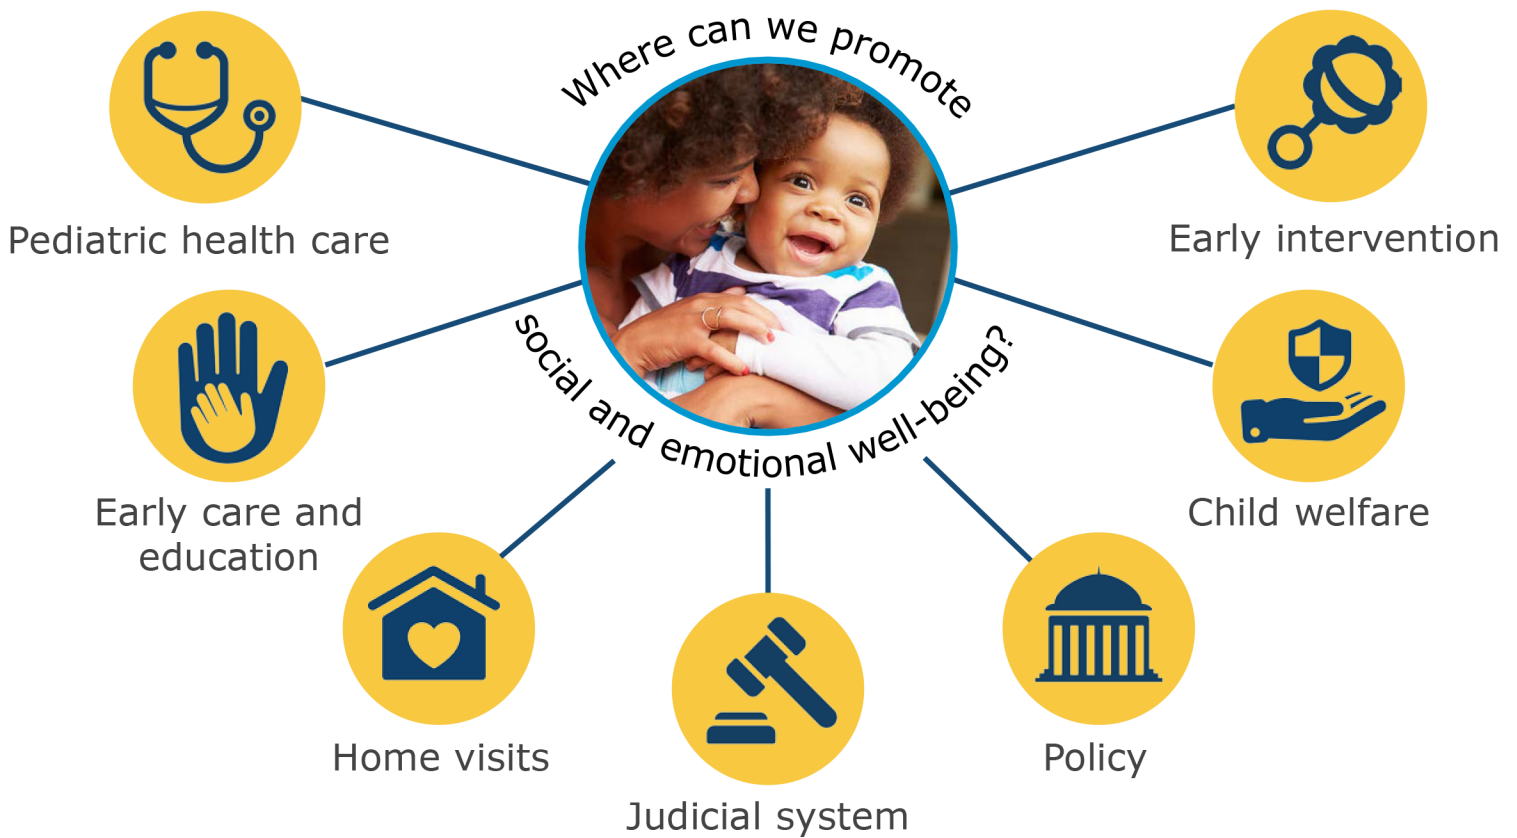 Where can we promote
social and emotional well-being?
Pediatric health care
Early care and
education
Home visits
Judicial system
Policy
Child welfare
Early intervention